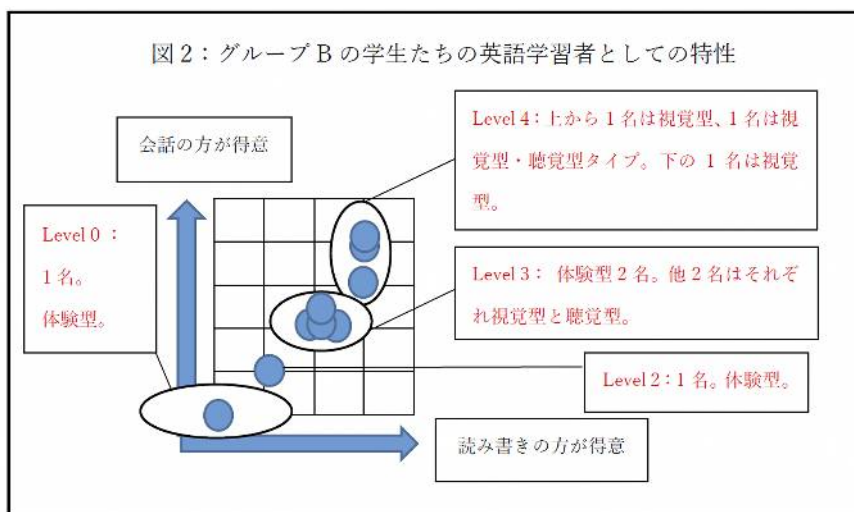 図2：グループBの学生たちの英語学習者としての特性
会話の方が得意
Level 4：上から1名は視覚型、1名は視
覚型・聴覚型タイプ。下の1名は視覚
型。
Level 0：
1名。
体験型。
Level 3： 体験型2名。他2名はそれぞ
れ視覚型と聴覚型。
Level 2：1名。体験型。
読み書きの方が得意